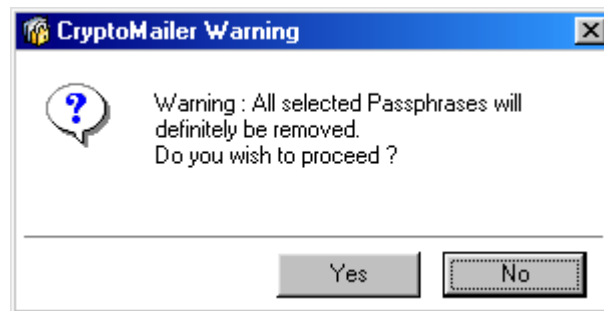 CryptoMailer Warning
Warning : All selected Passphrases will
definitely be removed.
Do you wish to proceed ?
Yes
No